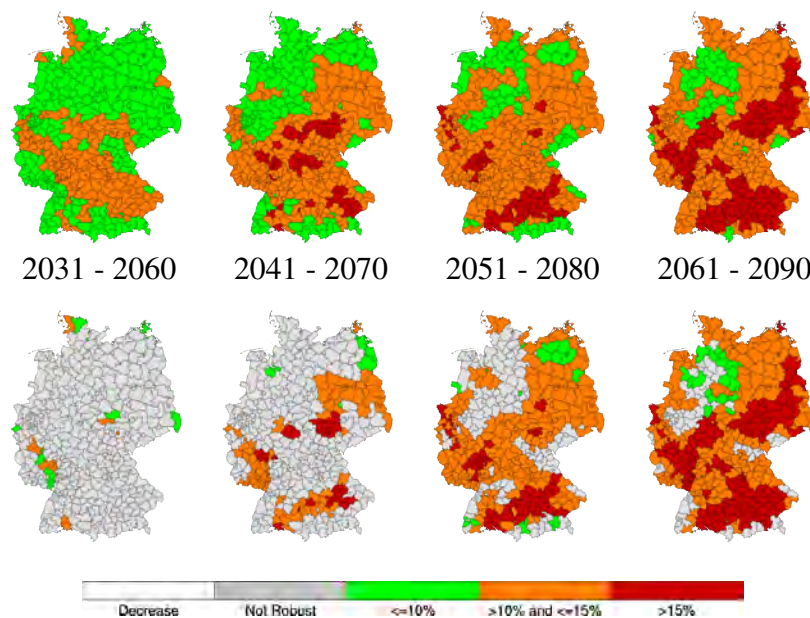 2031 - 2060 2041 - 2070 2051 - 2080 2061 - 2090
Decrease Not Robust <=10% >10% and <=15% >15%